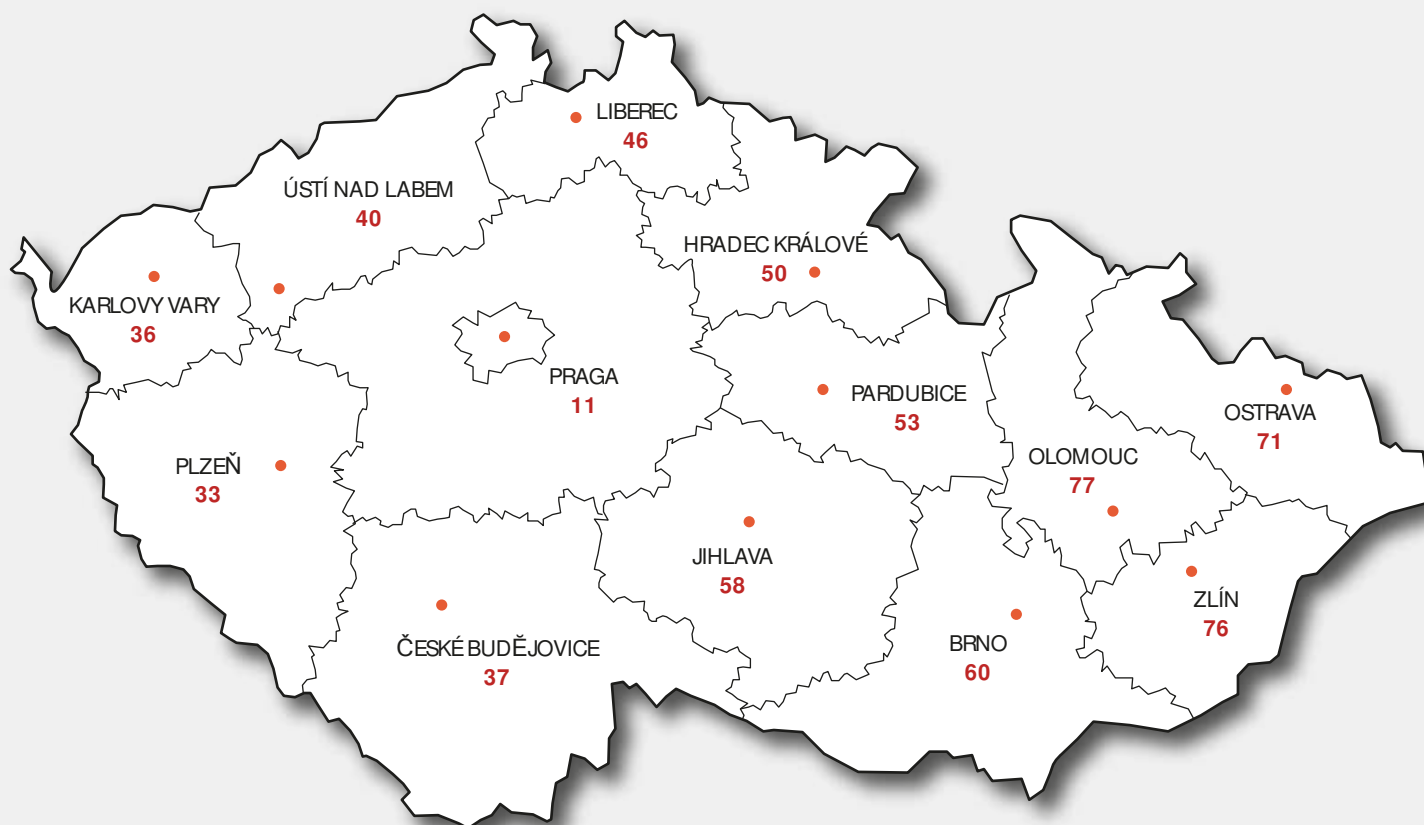 LIBEREC
46
ÚSTÍ NAD LABEM
40
HRADEC KRÁLOVÉ
50
KARLOVY VARY
36
PRAGA
11
PARDUBICE
53
OSTRAVA
71
PLZEŇ
33
OLOMOUC
77
JIHLAVA
58
ZLÍN
76
ČESKÉ BUDĚJOVICE
37
BRNO
60